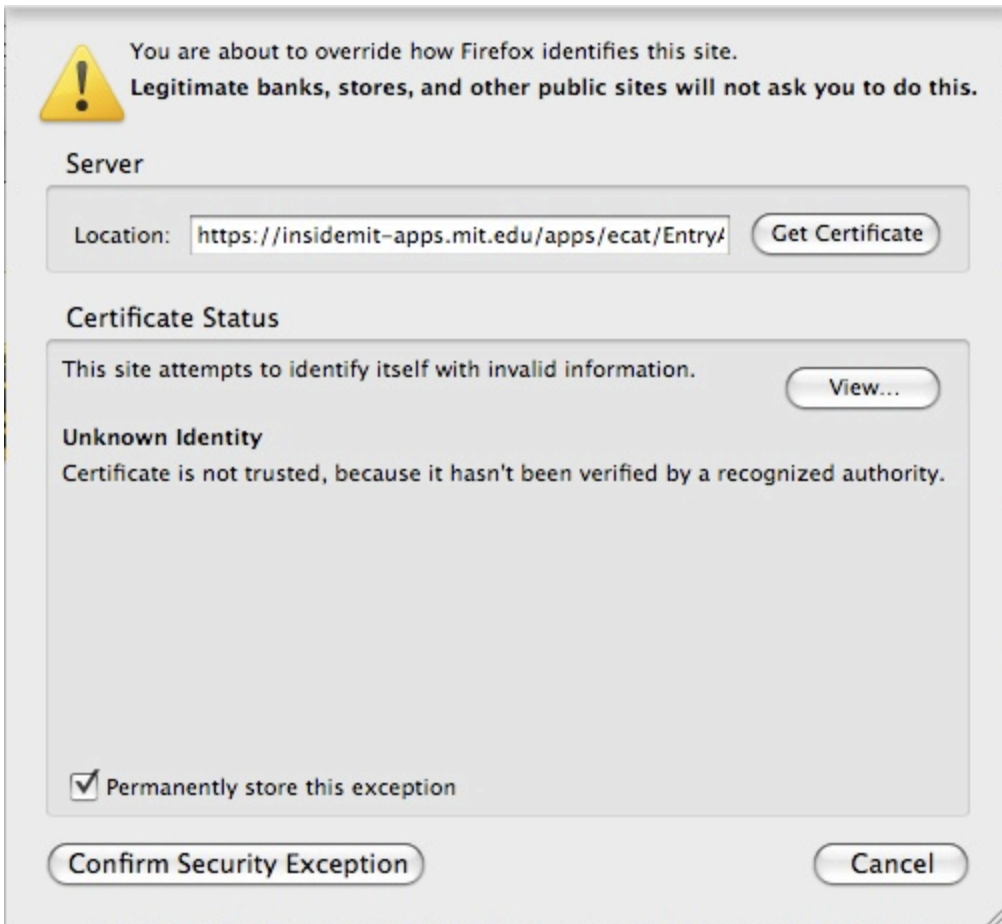 You are about to override how Firefox identifies this site.
Legitimate banks, stores, and other public sites will not ask you to do this.
Server
Location: https://insidemit-apps.mit.edu/apps/ecat/EntryA Get Certificate
Certificate Status
This site attempts to identify itself with invalid information.
View...
Unknown Identity
Certificate is not trusted, because it hasn't been verified by a recognized authority.
Permanently store this exception
Confirm Security Exception Cancel